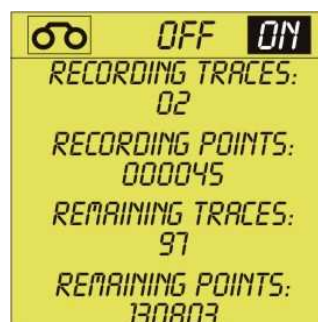 OFF ON
RECORDING TRACES:
02
RECORDING POINTS:
000045
REMAINING TRACES:
97
REMAINING POINTS:
130803